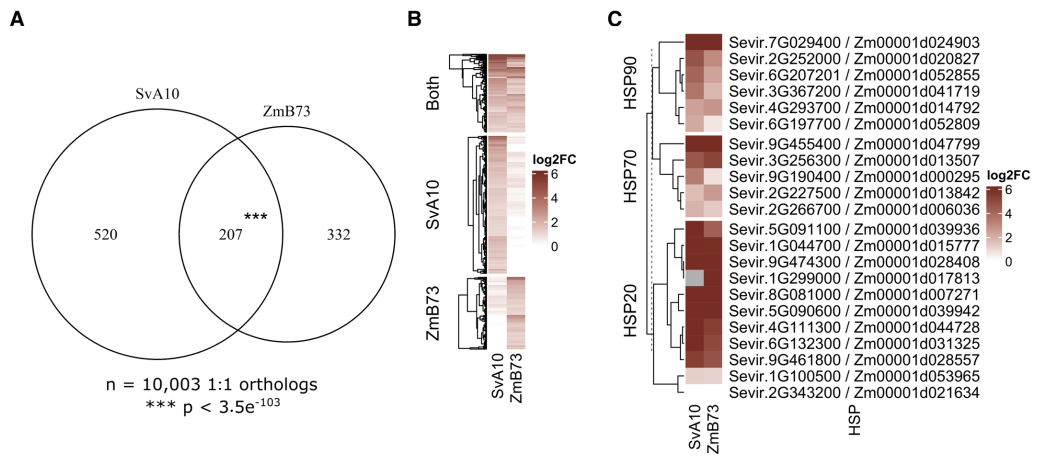 A
SvA10
ZmB73
520
207
***
332
n = 10,003 1:1 orthologs
*** p < 3.5e-103
B
Both
SvA10
ZmB73
log2FC
6
4
2
0
SvA10
ZmB73
C
HSP90
HSP70
HSP20
Sevir.7G029400 / Zm00001d024903
Sevir.2G252000 / Zm00001d020827
Sevir.6G207201 / Zm00001d052855
Sevir.3G367200 / Zm00001d041719
Sevir.4G293700 / Zm00001d014792
Sevir.6G197700 / Zm00001d052809
Sevir.9G455400 / Zm00001d047799
Sevir.3G256300 / Zm00001d013507
Sevir.9G190400 / Zm00001d000295
Sevir.2G227500 / Zm00001d013842
Sevir.2G266700 / Zm00001d006036
Sevir.5G091100 / Zm00001d039936
Sevir.1G044700 / Zm00001d015777
Sevir.9G474300 / Zm00001d028408
Sevir.1G299000 / Zm00001d017813
Sevir.8G081000 / Zm00001d007271
Sevir.5G090600 / Zm00001d039942
Sevir.4G111300 / Zm00001d044728
Sevir.6G132300 / Zm00001d031325
Sevir.9G461800 / Zm00001d028557
Sevir.1G100500 / Zm00001d053965
Sevir.2G343200 / Zm00001d021634
log2FC
6
4
2
0
SvA10
ZmB73
HSP